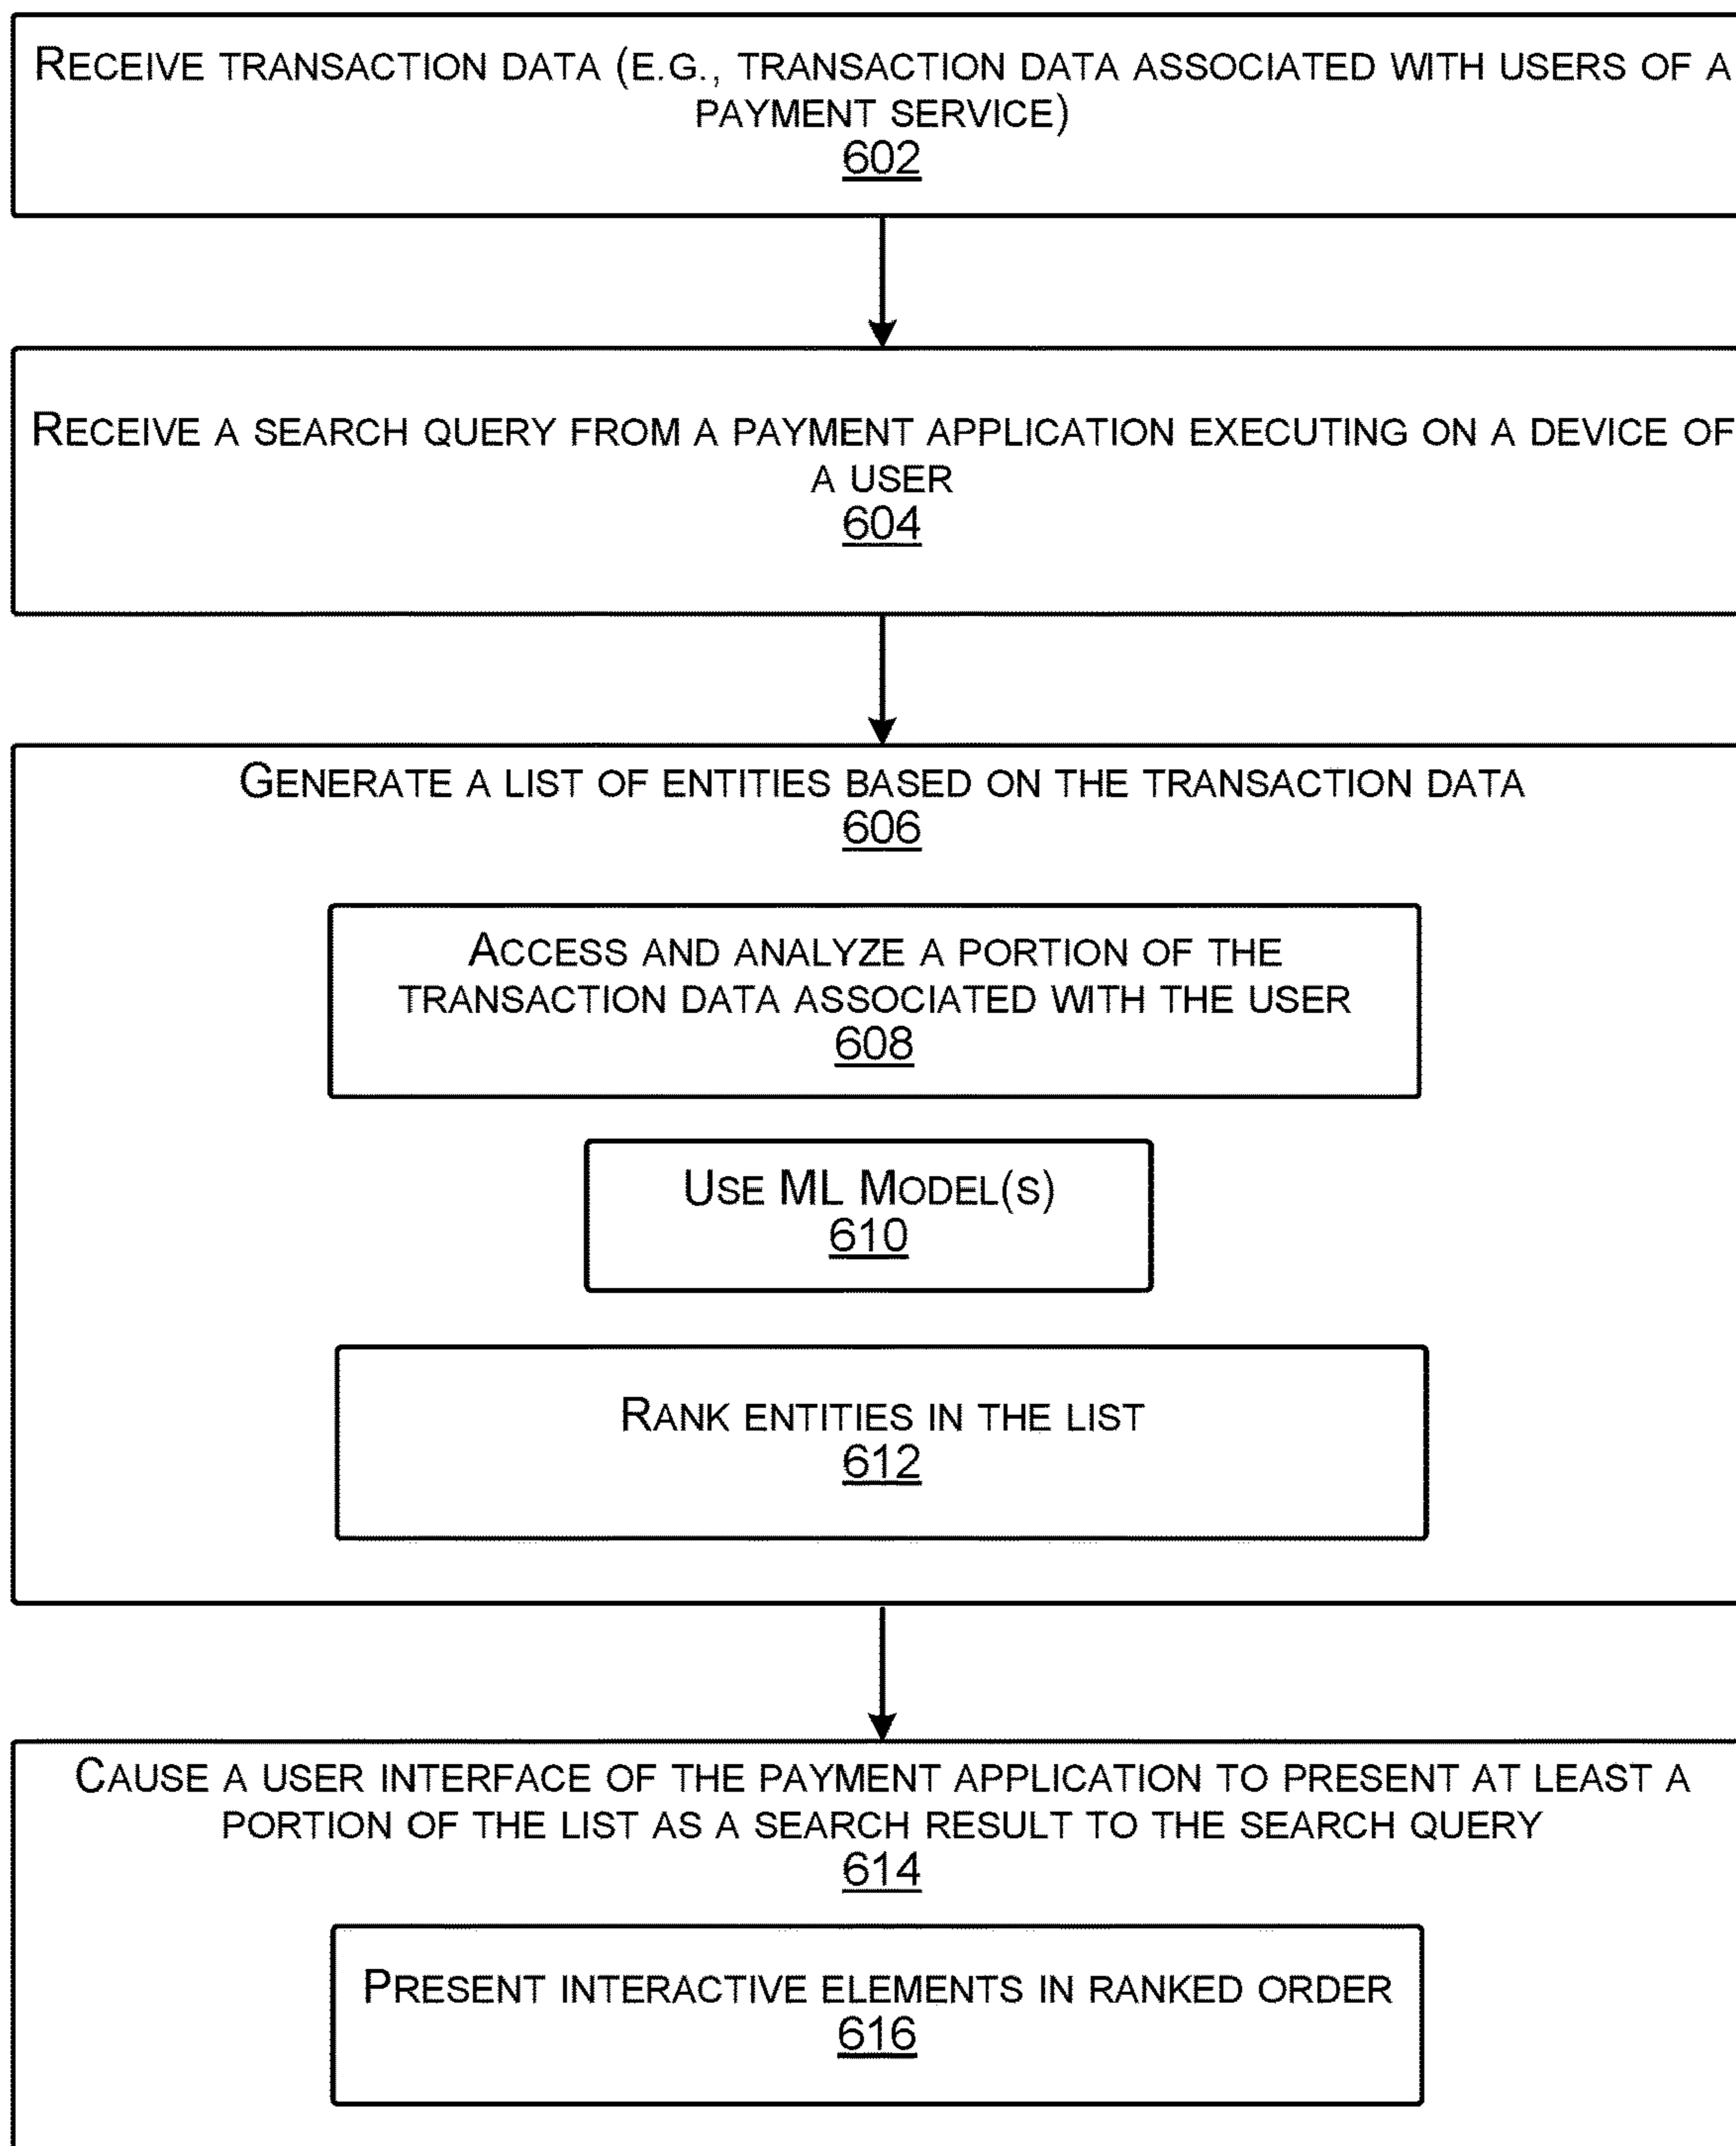 RECEIVE TRANSACTION DATA (E.G., TRANSACTION DATA ASSOCIATED WITH USERS OF A
PAYMENT SERVICE)
602
RECEIVE A SEARCH QUERY FROM A PAYMENT APPLICATION EXECUTING ON A DEVICE OF
A USER
604
GENERATE A LIST OF ENTITIES BASED ON THE TRANSACTION DATA
606
ACCESS AND ANALYZE A PORTION OF THE
TRANSACTION DATA ASSOCIATED WITH THE USER
608
USE ML MODEL(S)
610
RANK ENTITIES IN THE LIST
612
CAUSE A USER INTERFACE OF THE PAYMENT APPLICATION TO PRESENT AT LEAST A
PORTION OF THE LIST AS A SEARCH RESULT TO THE SEARCH QUERY
614
PRESENT INTERACTIVE ELEMENTS IN RANKED ORDER
616